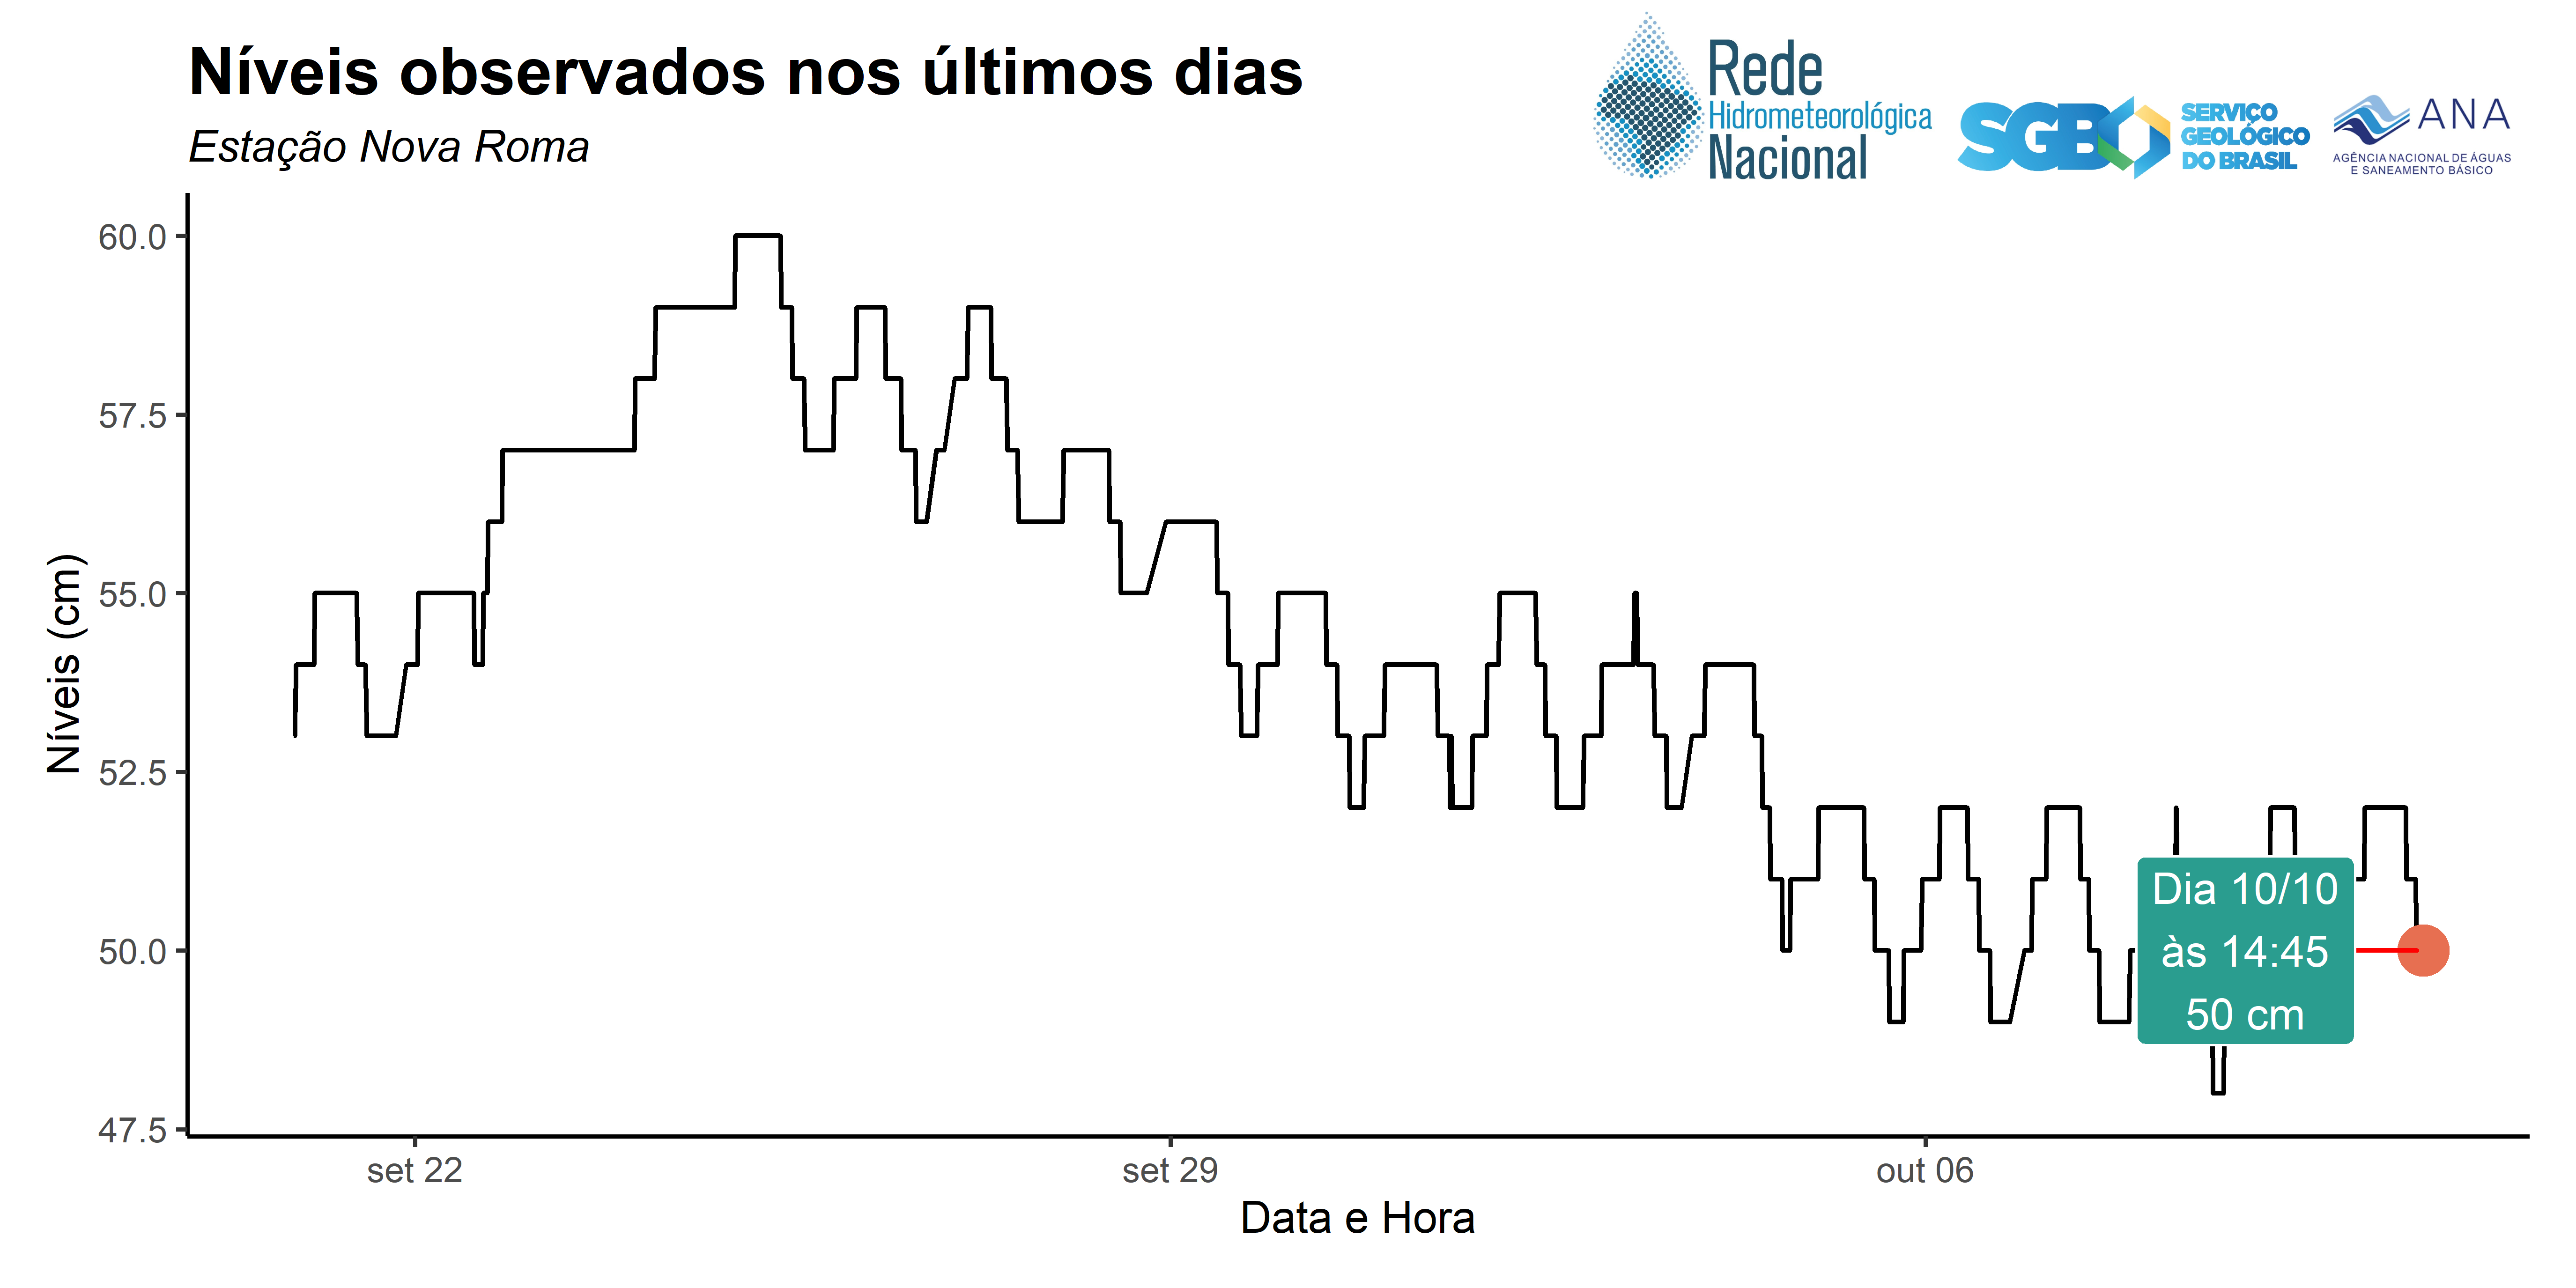 Níveis observados nos últimos dias
Estação Nova Roma
Rede
Hidrometeorológica
Nacional
SGB
SERVIÇO
GEOLÓGICO
DO BRASIL
ANA
AGÊNCIA NACIONAL DE ÁGUAS
E SANEAMENTO BÁSICO
Níveis (cm)
60.0
57.5
55.0
52.5
50.0
47.5
Dia 10/10
às 14:45
50 cm
set 22
set 29
out 06
Data e Hora